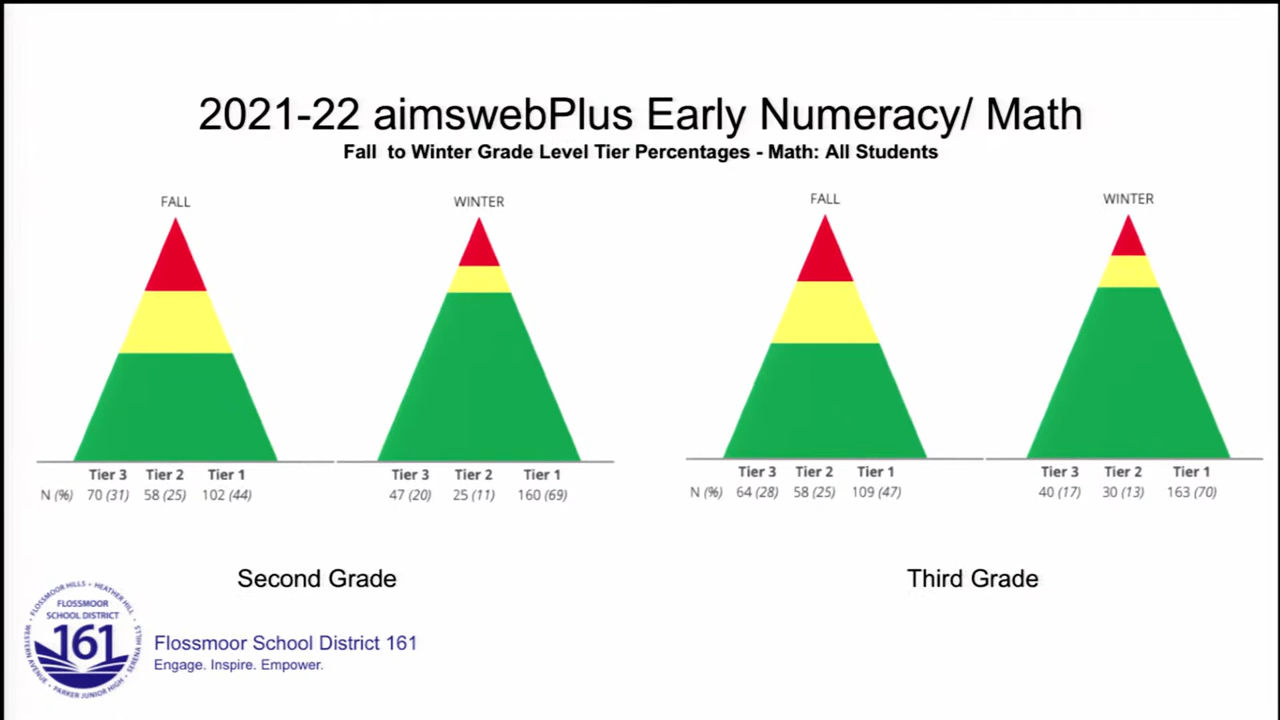 2021-22 aimswebPlus Early Numeracy/ Math
Fall to Winter Grade Level Tier Percentages - Math: All Students
FALL
Tier 3 Tier 2 Tier 1
N (%) 70 (31) 58 (25) 102 (44)
WINTER
Tier 3 Tier 2 Tier 1
47 (20) 25 (11) 160 (69)
Second Grade
FALL
Tier 3 Tier 2 Tier 1
N (%) 64 (28) 58 (25) 109 (47)
WINTER
Tier 3 Tier 2 Tier 1
40 (17) 30 (13) 163 (70)
Third Grade
FLOSSMOOR HILLS • HEATHER HILL • SERENA HILLS • PARKER JUNIOR HIGH • WESTERN AVENUE •
FLOSSMOOR
SCHOOL DISTRICT
161
Flossmoor School District 161
Engage. Inspire. Empower.